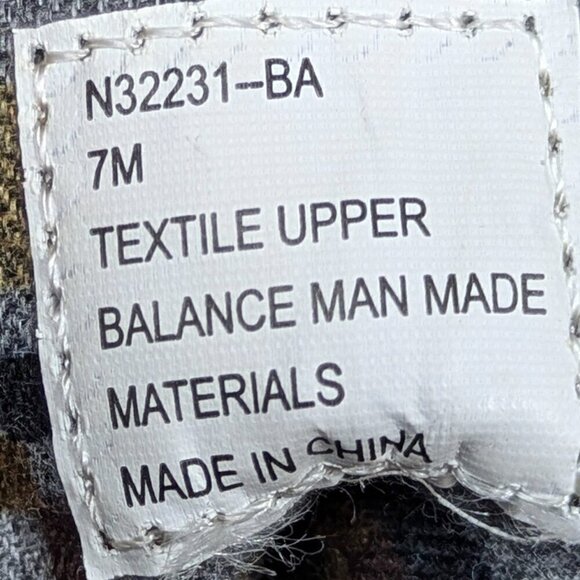 N32231--BA
7M
TEXTILE UPPER
BALANCE MAN MADE
MATERIALS
MADE IN CHINA